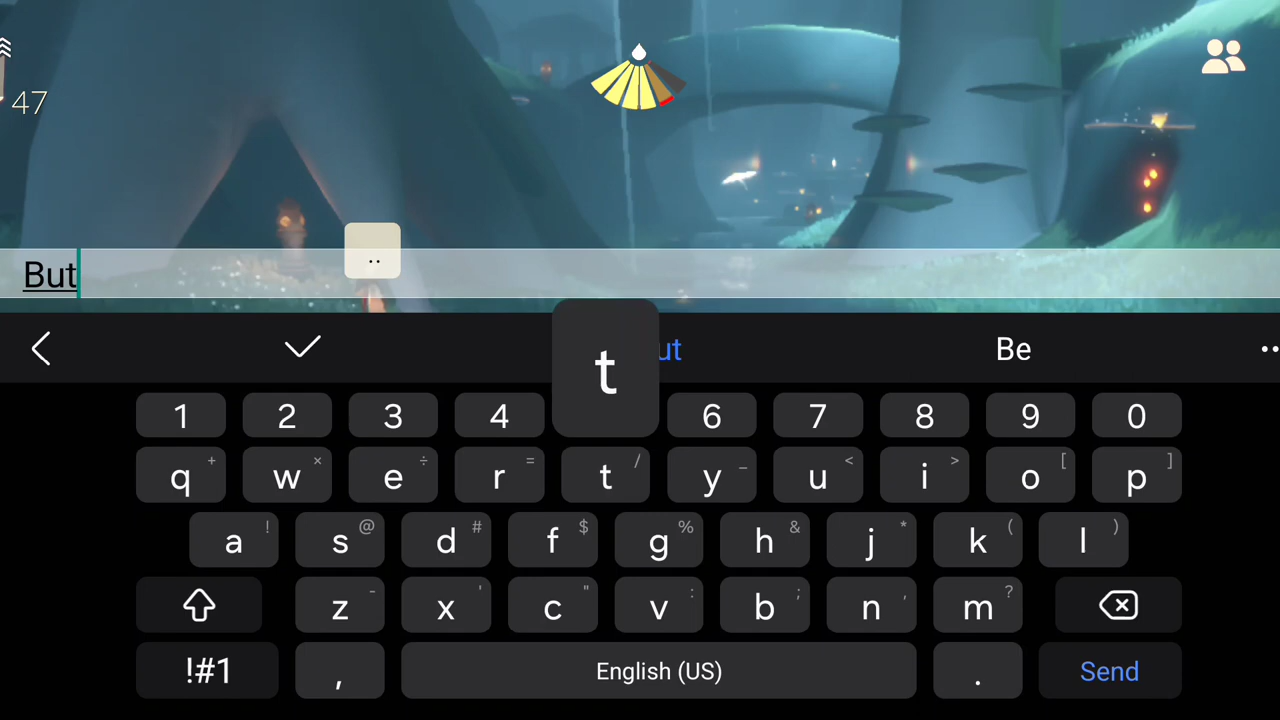 47
..
But
t
ut
Be
1 2 3 4 6 7 8 9 0
q + w × e ÷ r = t / y _ u < i > o [ p ]
a ! s @ d # f $ g % h & j * k ( l )
z - x ' c " v : b ; n , m ?
!#1 , English (US) . Send